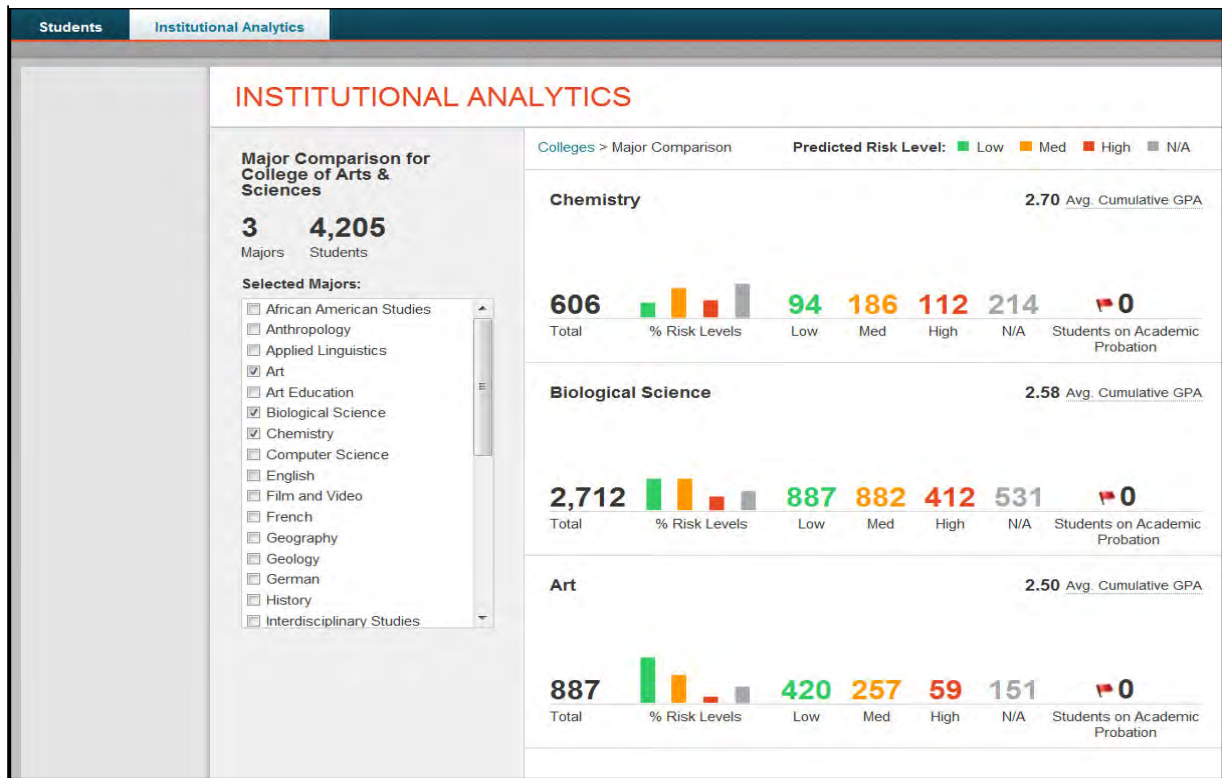 Students Institutional Analytics
INSTITUTIONAL ANALYTICS
Major Comparison for
College of Arts &
Sciences
3 4,205
Majors Students
Selected Majors:
African American Studies
Anthropology
Applied Linguistics
Art
Art Education
Biological Science
Chemistry
Computer Science
English
Film and Video
French
Geography
Geology
German
History
Interdisciplinary Studies
Colleges > Major Comparison Predicted Risk Level: Low Med High N/A
Chemistry 2.70 Avg. Cumulative GPA
606 94 186 112 214 0
Total % Risk Levels Low Med High N/A Students on Academic
Probation
Biological Science 2.58 Avg. Cumulative GPA
2,712 887 882 412 531 0
Total % Risk Levels Low Med High N/A Students on Academic
Probation
Art 2.50 Avg. Cumulative GPA
887 420 257 59 151 0
Total % Risk Levels Low Med High N/A Students on Academic
Probation